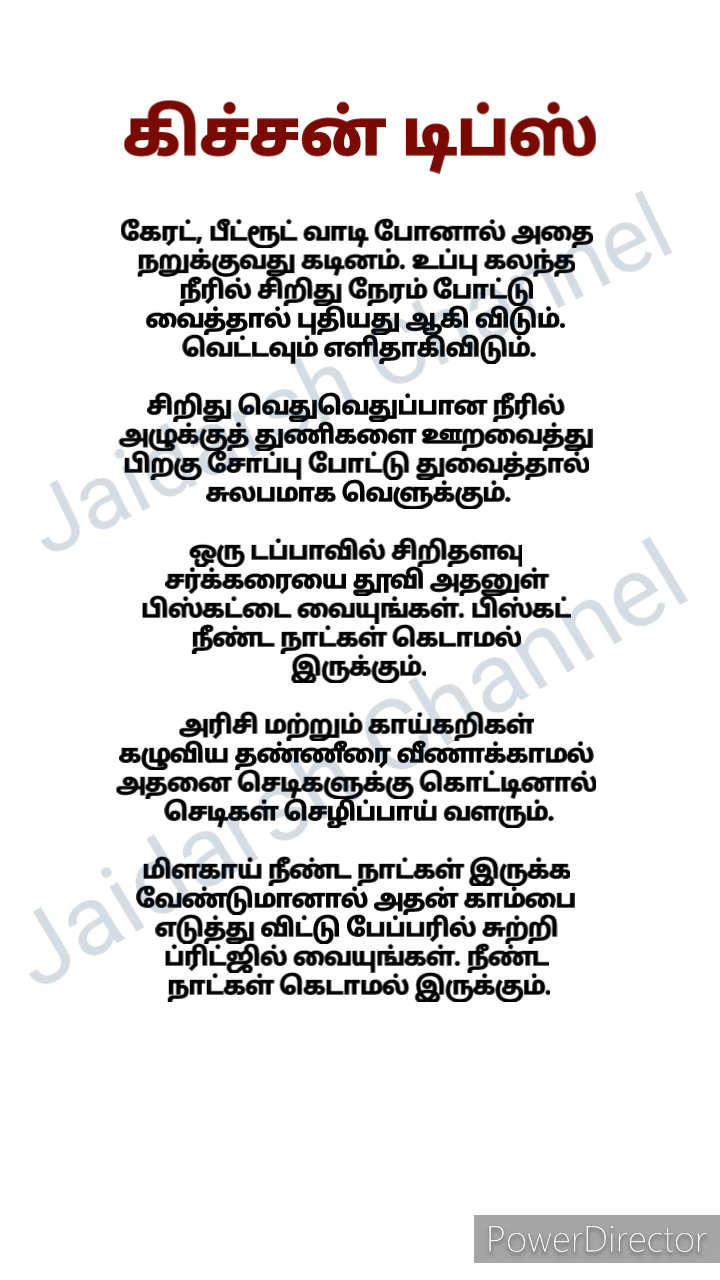 கிச்சன் டிப்ஸ்
கேரட், பீட்ரூட் வாடி போனால் அதை
நறுக்குவது கடினம். உப்பு கலந்த
நீரில் சிறிது நேரம் போட்டு
வைத்தால் புதியது ஆகி விடும்.
வெட்டவும் எளிதாகிவிடும்.
சிறிது வெதுவெதுப்பான நீரில்
அழுக்குத் துணிகளை ஊறவைத்து
பிறகு சோப்பு போட்டு துவைத்தால்
சுலபமாக வெளுக்கும்.
ஒரு டப்பாவில் சிறிதளவு
சர்க்கரையை தூவி அதனுள்
பிஸ்கட்டை வையுங்கள். பிஸ்கட்
நீண்ட நாட்கள் கெடாமல்
இருக்கும்.
அரிசி மற்றும் காய்கறிகள்
கழுவிய தண்ணீரை வீணாக்காமல்
அதனை செடிகளுக்கு கொட்டினால்
செடிகள் செழிப்பாய் வளரும்.
மிளகாய் நீண்ட நாட்கள் இருக்க
வேண்டுமானால் அதன் காம்பை
எடுத்து விட்டு பேப்பரில் சுற்றி
ப்ரிட்ஜில் வையுங்கள். நீண்ட
நாட்கள் கெடாமல் இருக்கும்.
Jaidarsh Channel
Jaidarsh Channel
PowerDirector